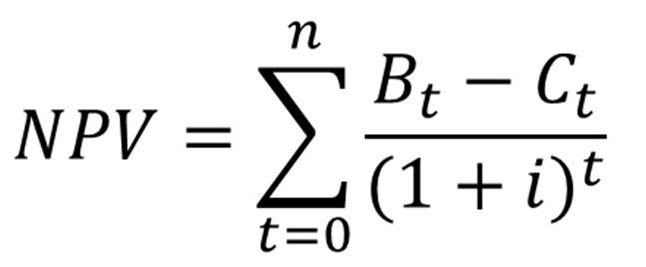 NPV = \sum_{t=0}^{n} \frac{B_t - C_t}{(1 + i)^t}